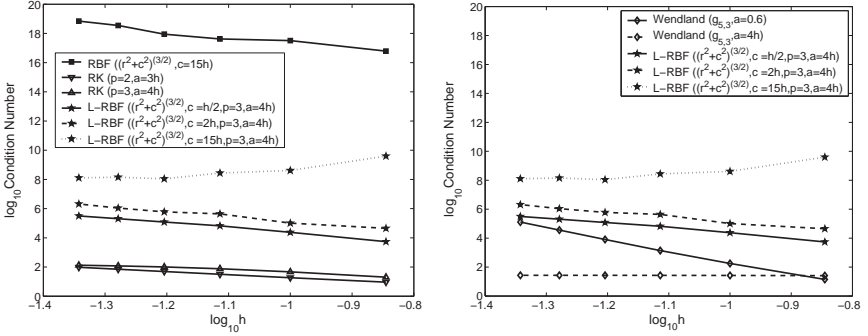 log10Condition Number
20
18
16
14
12
10
8
6
4
2
0
RBF ((r²+c²)^(3/2),c=15h)
RK (p=2,a=3h)
RK (p=3,a=4h)
L−RBF ((r²+c²)^(3/2),c =h/2,p=3,a=4h)
L−RBF ((r²+c²)^(3/2),c =2h,p=3,a=4h)
L−RBF ((r²+c²)^(3/2),c =15h,p=3,a=4h)
−1.4 −1.3 −1.2 −1.1 −1 −0.9 −0.8
log10h
log10Condition Number
20
18
16
14
12
10
8
6
4
2
0
Wendland (g5,3,a=0.6)
Wendland (g5,3,a=4h)
L−RBF ((r²+c²)^(3/2),c =h/2,p=3,a=4h)
L−RBF ((r²+c²)^(3/2),c =2h,p=3,a=4h)
L−RBF ((r²+c²)^(3/2),c =15h,p=3,a=4h)
−1.4 −1.3 −1.2 −1.1 −1 −0.9 −0.8
log10h